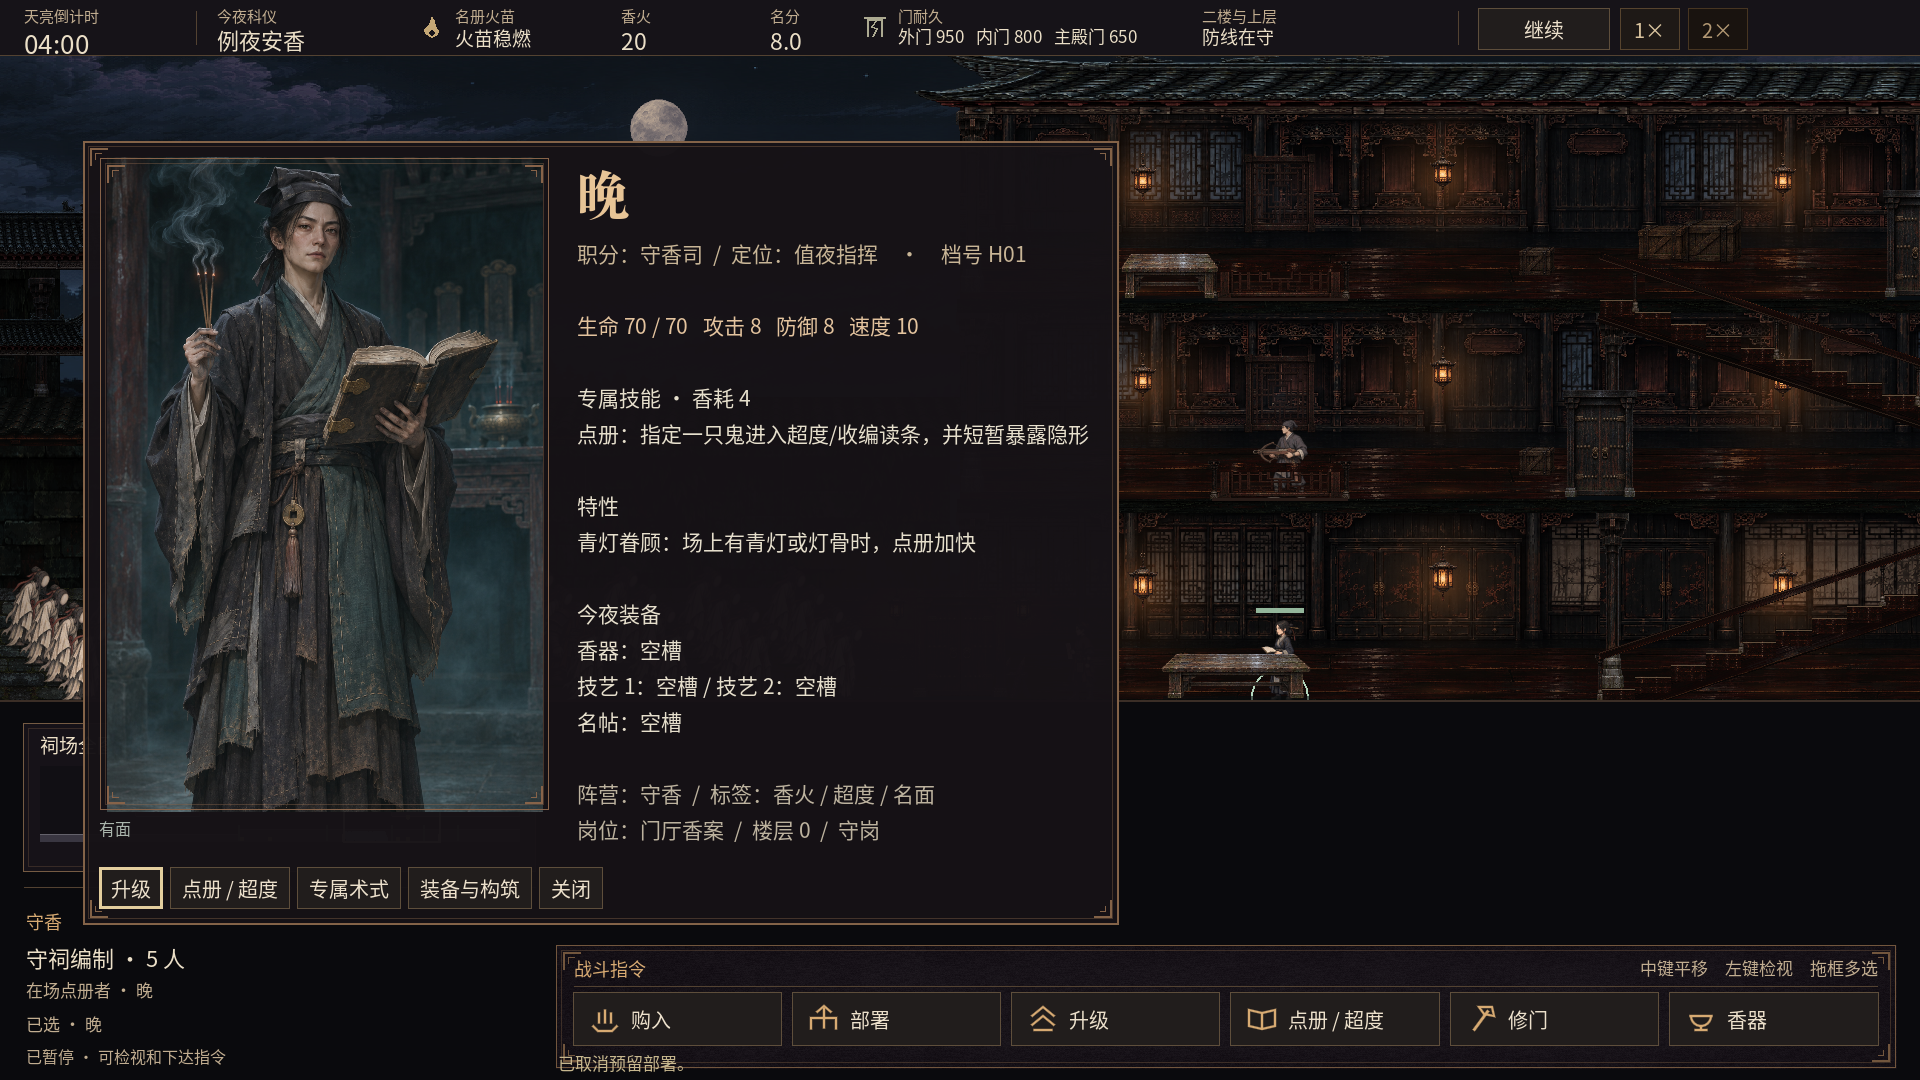 天亮倒计时
04:00
今夜科仪
例夜安香
名册火苗
火苗稳燃
香火
20
名分
8.0
门耐久
外门 950 内门 800 主殿门 650
二楼与上层
防线在守
继续
1×
2×
晚
职分：守香司 / 定位：值夜指挥 · 档号 H01
生命 70 / 70 攻击 8 防御 8 速度 10
专属技能 · 香耗 4
点册：指定一只鬼进入超度/收编读条，并短暂暴露隐形
特性
青灯眷顾：场上有青灯或灯骨时，点册加快
今夜装备
香器：空槽
技艺 1：空槽 / 技艺 2：空槽
名帖：空槽
阵营：守香 / 标签：香火 / 超度 / 名面
岗位：门厅香案 / 楼层 0 / 守岗
有面
升级
点册 / 超度
专属术式
装备与构筑
关闭
祠场
守香
守祠编制 · 5 人
在场点册者 · 晚
已选 · 晚
已暂停 · 可检视和下达指令
战斗指令
中键平移 左键检视 拖框多选
购入
部署
升级
点册 / 超度
修门
香器
已取消预留部署。